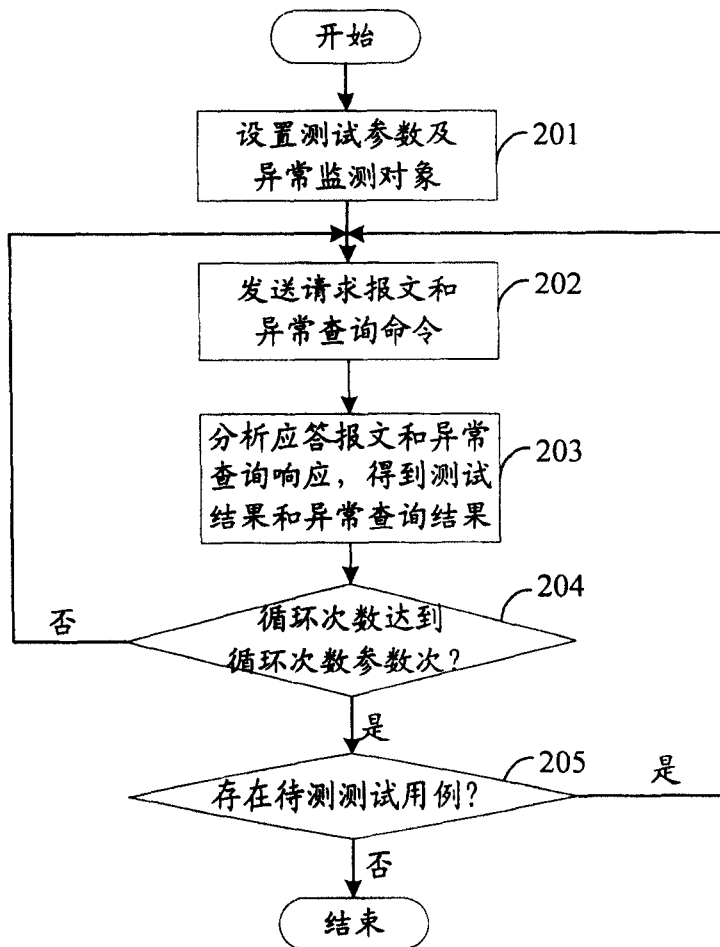 开始
设置测试参数及
异常监测对象
201
发送请求报文和
异常查询命令
202
分析应答报文和异常
查询响应，得到测试
结果和异常查询结果
203
循环次数达到
循环次数参数次？
204
否
是
存在待测测试用例？
205
是
否
结束